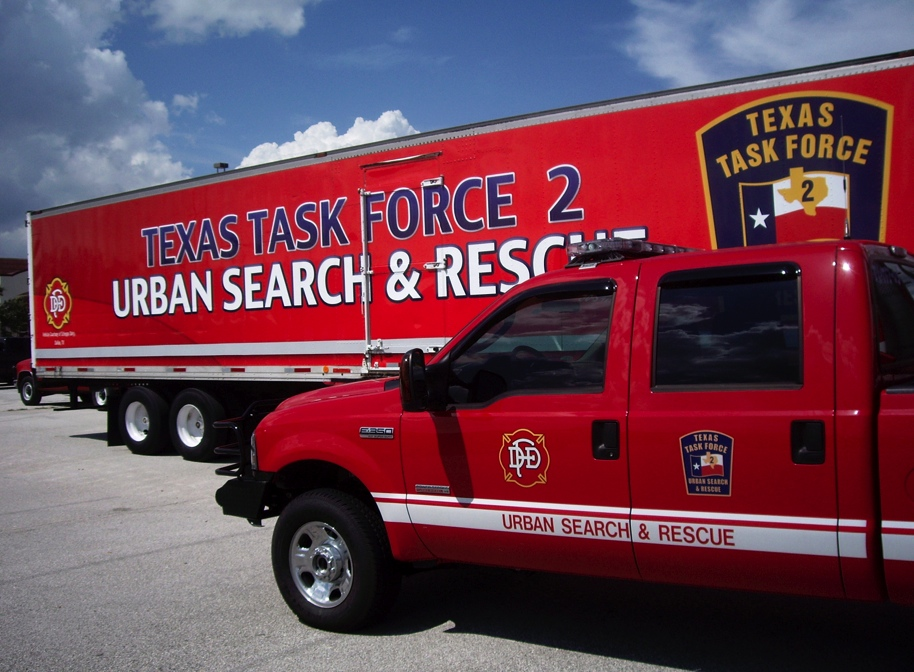 TEXAS TASK FORCE 2
URBAN SEARCH & RESCUE
TEXAS
TASK FORCE
2
DFD
DFD
TEXAS
TASK FORCE
2
URBAN SEARCH
& RESCUE
URBAN SEARCH & RESCUE